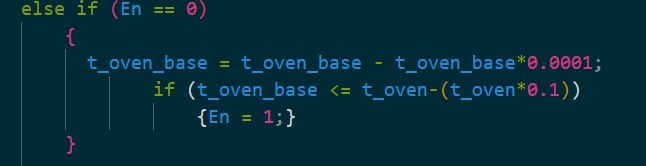 else if (En == 0)
{
t_oven_base = t_oven_base - t_oven_base*0.0001;
if (t_oven_base <= t_oven-(t_oven*0.1))
{En = 1;}
}